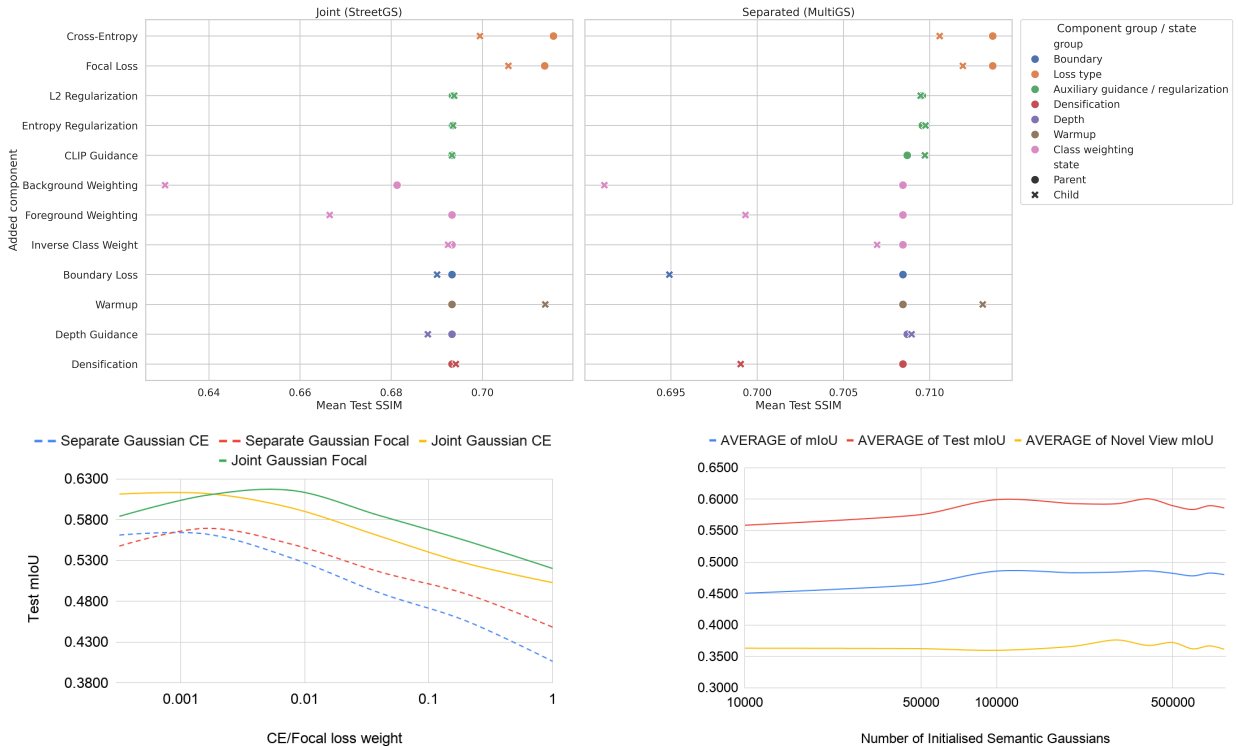 Joint (StreetGS)
Separated (MultiGS)
Added component
Cross-Entropy
Focal Loss
L2 Regularization
Entropy Regularization
CLIP Guidance
Background Weighting
Foreground Weighting
Inverse Class Weight
Boundary Loss
Warmup
Depth Guidance
Densification
0.64 0.66 0.68 0.70
Mean Test SSIM
0.695 0.700 0.705 0.710
Mean Test SSIM
Component group / state
group
Boundary
Loss type
Auxiliary guidance / regularization
Densification
Depth
Warmup
Class weighting
state
Parent
Child
Separate Gaussian CE Separate Gaussian Focal Joint Gaussian CE
Joint Gaussian Focal
Test mIoU
0.6300
0.5800
0.5300
0.4800
0.4300
0.3800
0.001 0.01 0.1 1
CE/Focal loss weight
AVERAGE of mIoU AVERAGE of Test mIoU AVERAGE of Novel View mIoU
0.6500
0.6000
0.5500
0.5000
0.4500
0.4000
0.3500
0.3000
10000 50000 100000 500000
Number of Initialised Semantic Gaussians